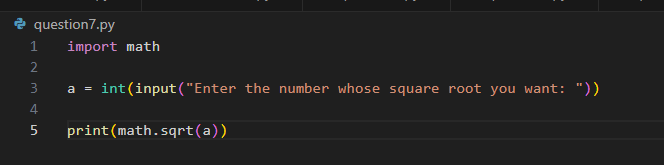 question7.py
1 import math
2
3 a = int(input("Enter the number whose square root you want: "))
4
5 print(math.sqrt(a))